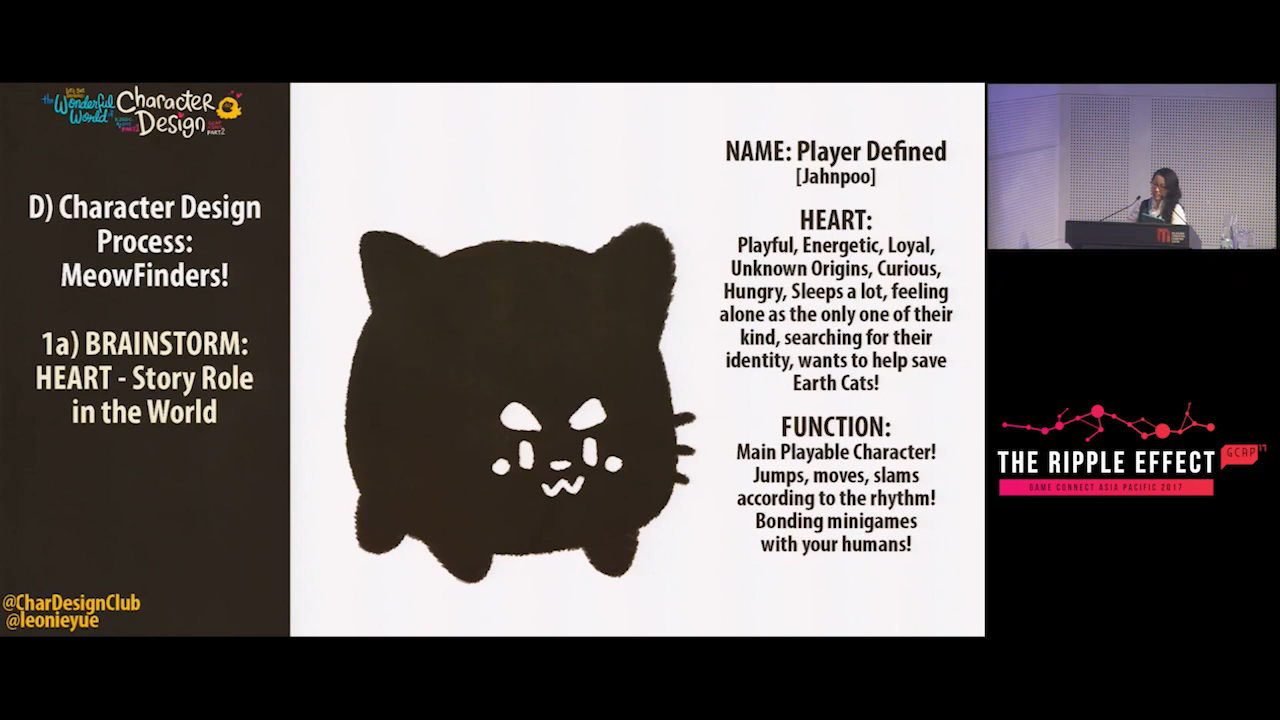 the Wonderful World of
Character Design
PART2
D) Character Design
Process:
MeowFinders!
1a) BRAINSTORM:
HEART - Story Role
in the World
@CharDesignClub
@leonieyue
NAME: Player Defined
[Jahnpoo]
HEART:
Playful, Energetic, Loyal,
Unknown Origins, Curious,
Hungry, Sleeps a lot, feeling
alone as the only one of their
kind, searching for their
identity, wants to help save
Earth Cats!
FUNCTION:
Main Playable Character!
Jumps, moves, slams
according to the rhythm!
Bonding minigames
with your humans!
THE RIPPLE EFFECT
GCAP 17
GAME CONNECT ASIA PACIFIC 2017